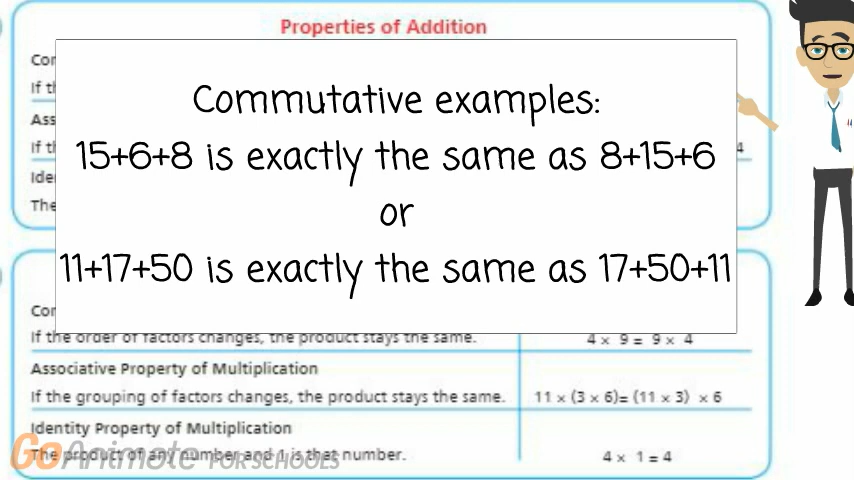 Properties of Addition
Commutative examples:
15+6+8 is exactly the same as 8+15+6
or
11+17+50 is exactly the same as 17+50+11
If the order of factors changes, the product stays the same. 4 × 9 = 9 × 4
Associative Property of Multiplication
If the grouping of factors changes, the product stays the same. 11 × (3 × 6)= (11 × 3) × 6
Identity Property of Multiplication
The product of any number and 1 is that number. 4 × 1 = 4
GoAnimate FOR SCHOOLS